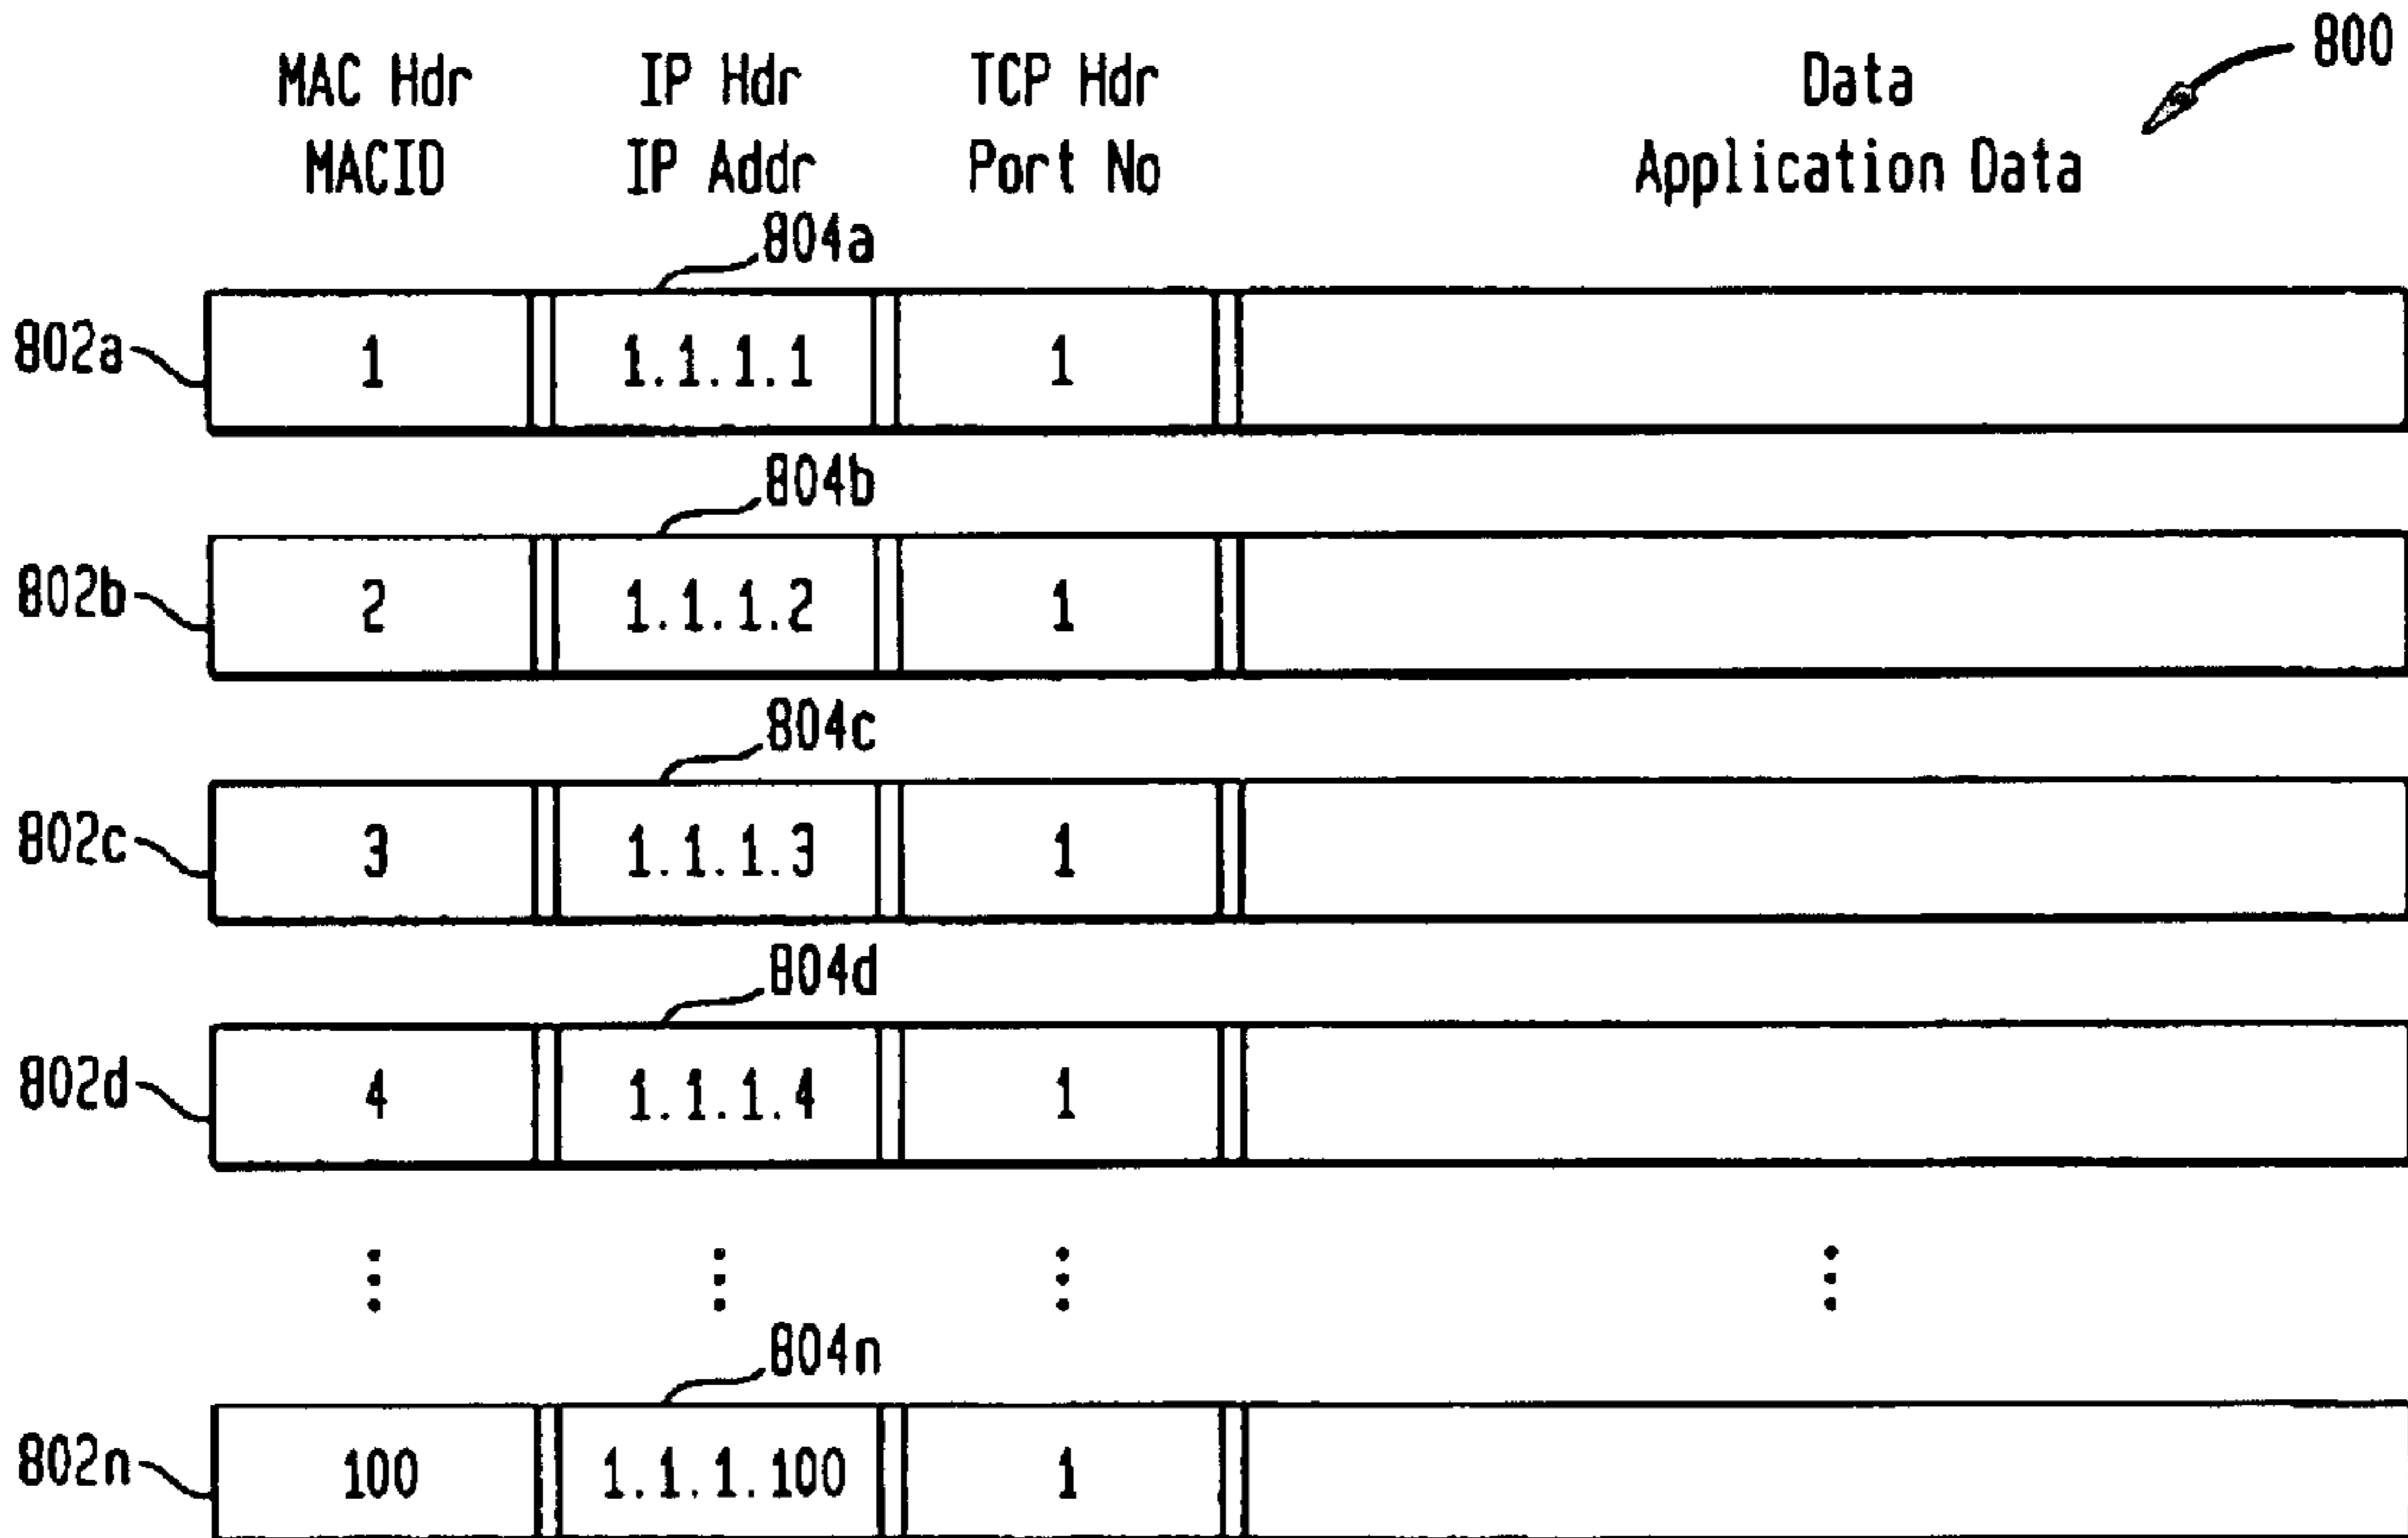 800
MAC Hdr IP Hdr TCP Hdr Data
MACID IP Addr Port No Application Data
804a
802a 1 1.1.1.1 1
804b
802b 2 1.1.1.2 1
804c
802c 3 1.1.1.3 1
804d
802d 4 1.1.1.4 1
804n
802n 100 1.1.1.100 1